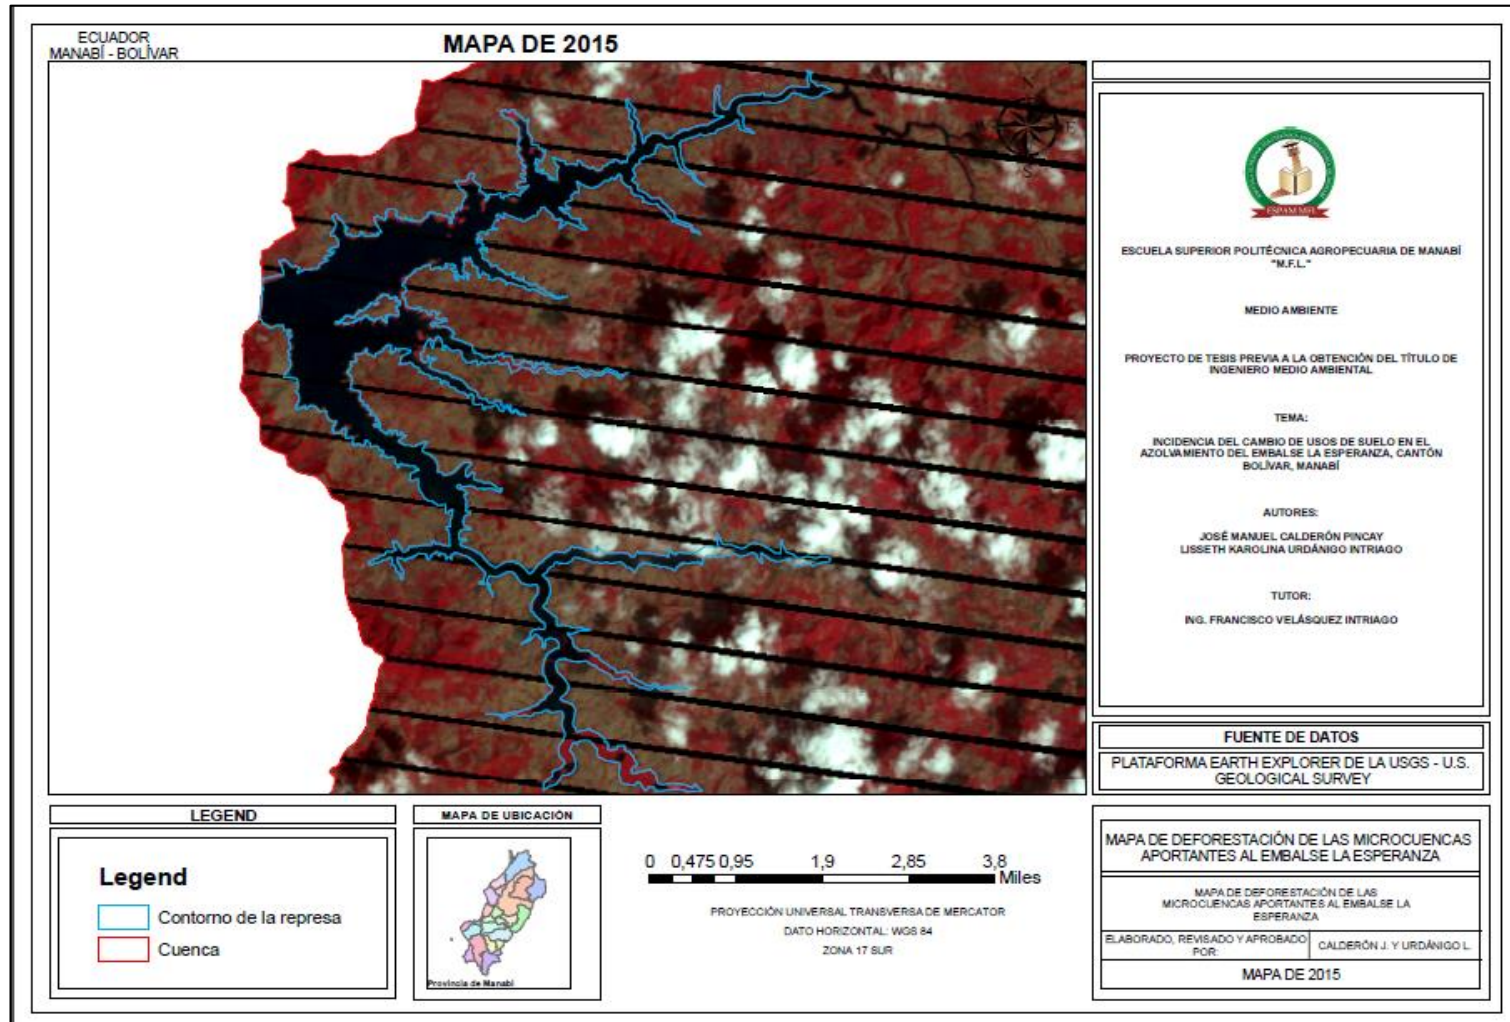 ECUADOR
MANABÍ - BOLÍVAR
MAPA DE 2015
ESPAM MFL
ESCUELA SUPERIOR POLITÉCNICA AGROPECUARIA DE MANABÍ
"M.F.L."
MEDIO AMBIENTE
PROYECTO DE TESIS PREVIA A LA OBTENCIÓN DEL TÍTULO DE
INGENIERO MEDIO AMBIENTAL
TEMA:
INCIDENCIA DEL CAMBIO DE USOS DE SUELO EN EL
AZOLVAMIENTO DEL EMBALSE LA ESPERANZA, CANTÓN
BOLÍVAR, MANABÍ
AUTORES:
JOSÉ MANUEL CALDERÓN PINCAY
LISSETH KAROLINA URDÁNIGO INTRIAGO
TUTOR:
ING. FRANCISCO VELÁSQUEZ INTRIAGO
FUENTE DE DATOS
PLATAFORMA EARTH EXPLORER DE LA USGS - U.S.
GEOLOGICAL SURVEY
LEGEND
Legend
Contorno de la represa
Cuenca
MAPA DE UBICACIÓN
Provincia de Manabí
0 0,475 0,95 1,9 2,85 3,8
Miles
PROYECCIÓN UNIVERSAL TRANSVERSA DE MERCATOR
DATO HORIZONTAL: WGS 84
ZONA 17 SUR
MAPA DE DEFORESTACIÓN DE LAS MICROCUENCAS
APORTANTES AL EMBALSE LA ESPERANZA
MAPA DE DEFORESTACIÓN DE LAS
MICROCUENCAS APORTANTES AL EMBALSE LA
ESPERANZA
ELABORADO, REVISADO Y APROBADO
POR:
CALDERÓN J. Y URDÁNIGO L.
MAPA DE 2015